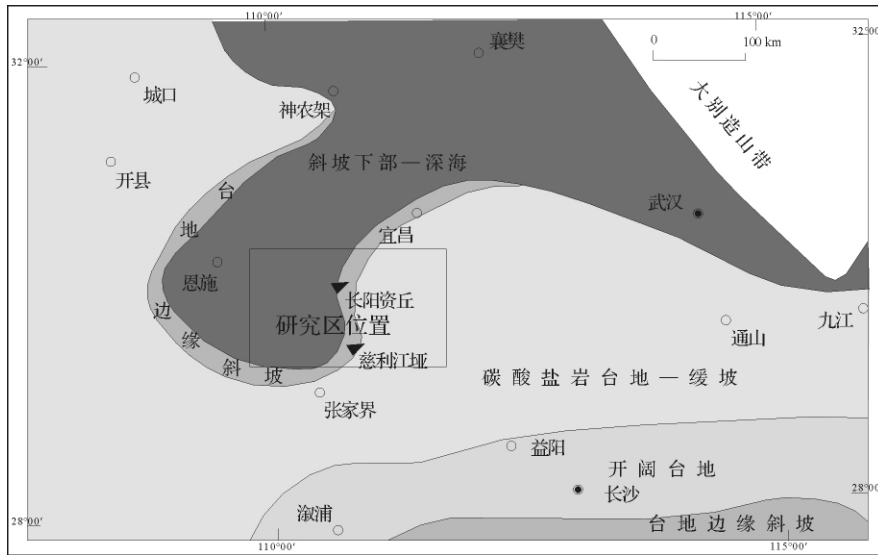 110°00′
115°00′
32°00′
32°00′
0
100 km
襄樊
城口
神农架
大别造山带
斜坡下部—深海
开县
台地边缘斜坡
武汉
宜昌
恩施
长阳资丘
研究区位置
慈利江垭
通山
九江
碳酸盐岩台地—缓坡
张家界
益阳
开阔台地
长沙
28°00′
28°00′
溆浦
台地边缘斜坡
110°00′
115°00′